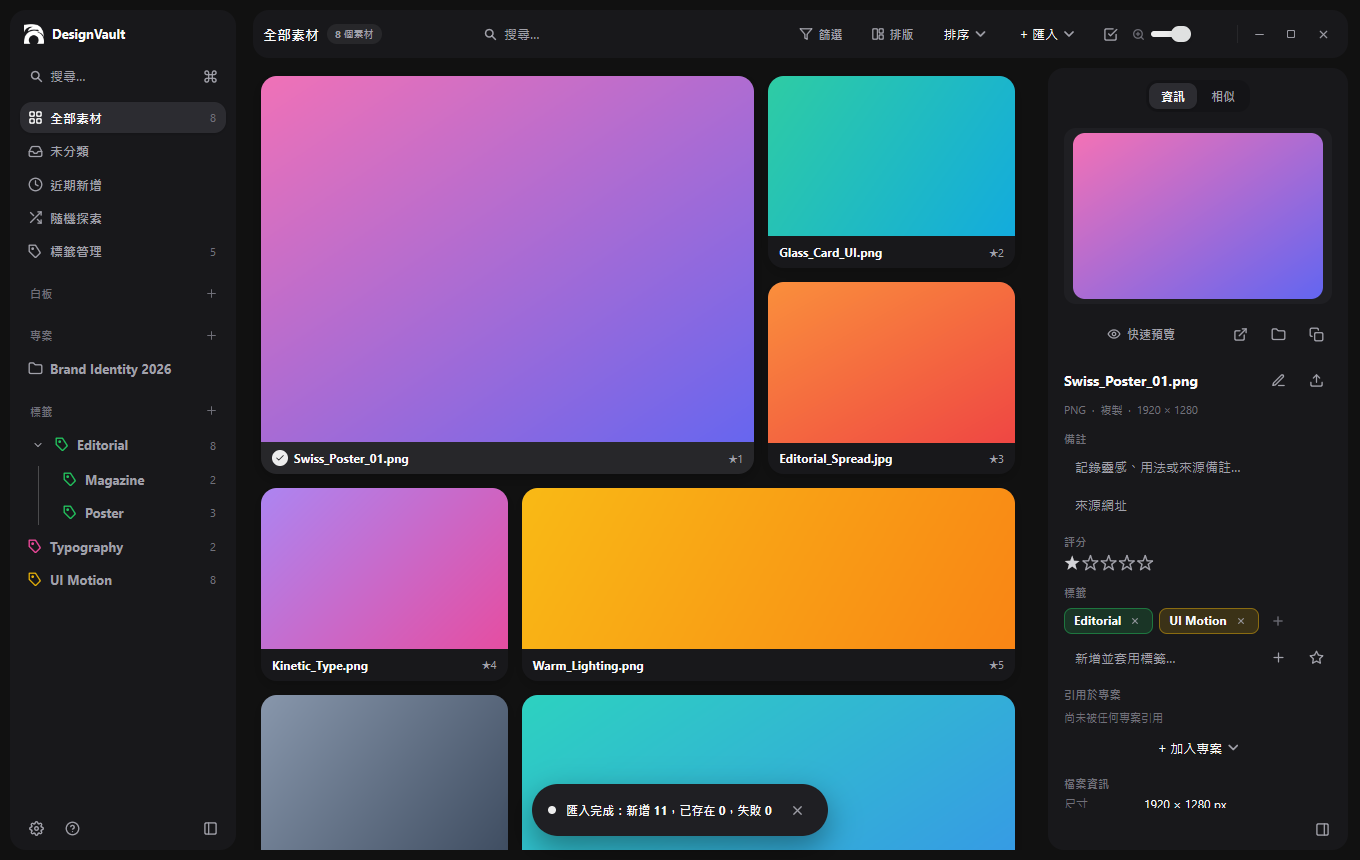 DesignVault
搜尋...
全部素材 8
未分類
近期新增
隨機探索
標籤管理 5
白板
專案
Brand Identity 2026
標籤
Editorial 8
Magazine 2
Poster 3
Typography 2
UI Motion 8
全部素材 8 個素材
搜尋...
篩選
排版
排序
+ 匯入
Swiss_Poster_01.png ★1
Glass_Card_UI.png ★2
Editorial_Spread.jpg ★3
Kinetic_Type.png ★4
Warm_Lighting.png ★5
匯入完成：新增 11，已存在 0，失敗 0
資訊 相似
快速預覽
Swiss_Poster_01.png
PNG · 複製 · 1920 × 1280
備註
記錄靈感、用法或來源備註...
來源網址
評分
標籤
Editorial ×
UI Motion ×
新增並套用標籤...
引用於專案
尚未被任何專案引用
+ 加入專案
檔案資訊
尺寸 1920 × 1280 px